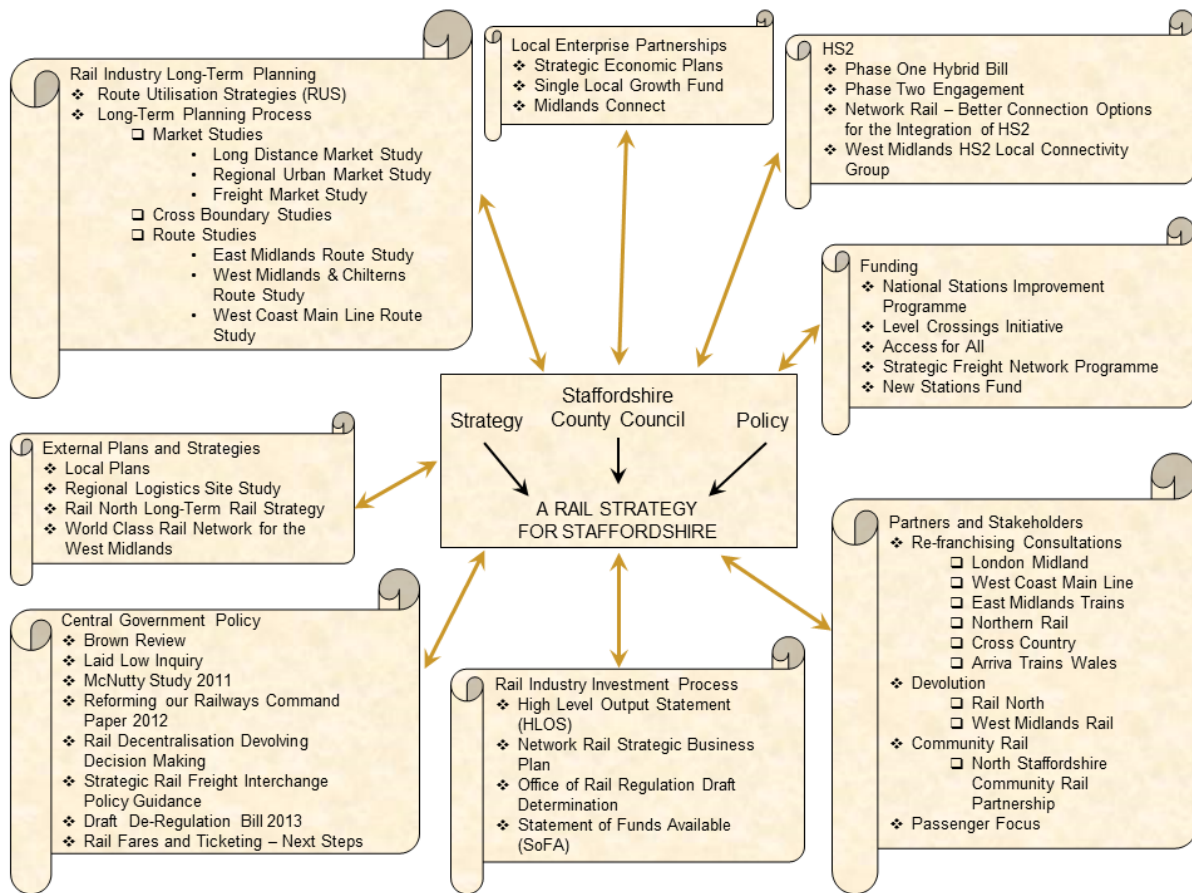 Rail Industry Long-Term Planning
❖ Route Utilisation Strategies (RUS)
❖ Long-Term Planning Process
❑ Market Studies
▪ Long Distance Market Study
▪ Regional Urban Market Study
▪ Freight Market Study
❑ Cross Boundary Studies
❑ Route Studies
▪ East Midlands Route Study
▪ West Midlands & Chilterns
Route Study
▪ West Coast Main Line Route
Study
Local Enterprise Partnerships
❖ Strategic Economic Plans
❖ Single Local Growth Fund
❖ Midlands Connect
HS2
❖ Phase One Hybrid Bill
❖ Phase Two Engagement
❖ Network Rail – Better Connection Options
for the Integration of HS2
❖ West Midlands HS2 Local Connectivity
Group
Funding
❖ National Stations Improvement
Programme
❖ Level Crossings Initiative
❖ Access for All
❖ Strategic Freight Network Programme
❖ New Stations Fund
Staffordshire
County Council
Strategy
Policy
A RAIL STRATEGY
FOR STAFFORDSHIRE
External Plans and Strategies
❖ Local Plans
❖ Regional Logistics Site Study
❖ Rail North Long-Term Rail Strategy
❖ World Class Rail Network for the
West Midlands
Central Government Policy
❖ Brown Review
❖ Laid Low Inquiry
❖ McNutty Study 2011
❖ Reforming our Railways Command
Paper 2012
❖ Rail Decentralisation Devolving
Decision Making
❖ Strategic Rail Freight Interchange
Policy Guidance
❖ Draft De-Regulation Bill 2013
❖ Rail Fares and Ticketing – Next Steps
Rail Industry Investment Process
❖ High Level Output Statement
(HLOS)
❖ Network Rail Strategic Business
Plan
❖ Office of Rail Regulation Draft
Determination
❖ Statement of Funds Available
(SoFA)
Partners and Stakeholders
❖ Re-franchising Consultations
❑ London Midland
❑ West Coast Main Line
❑ East Midlands Trains
❑ Northern Rail
❑ Cross Country
❑ Arriva Trains Wales
❖ Devolution
❑ Rail North
❑ West Midlands Rail
❖ Community Rail
❑ North Staffordshire
Community Rail
Partnership
❖ Passenger Focus